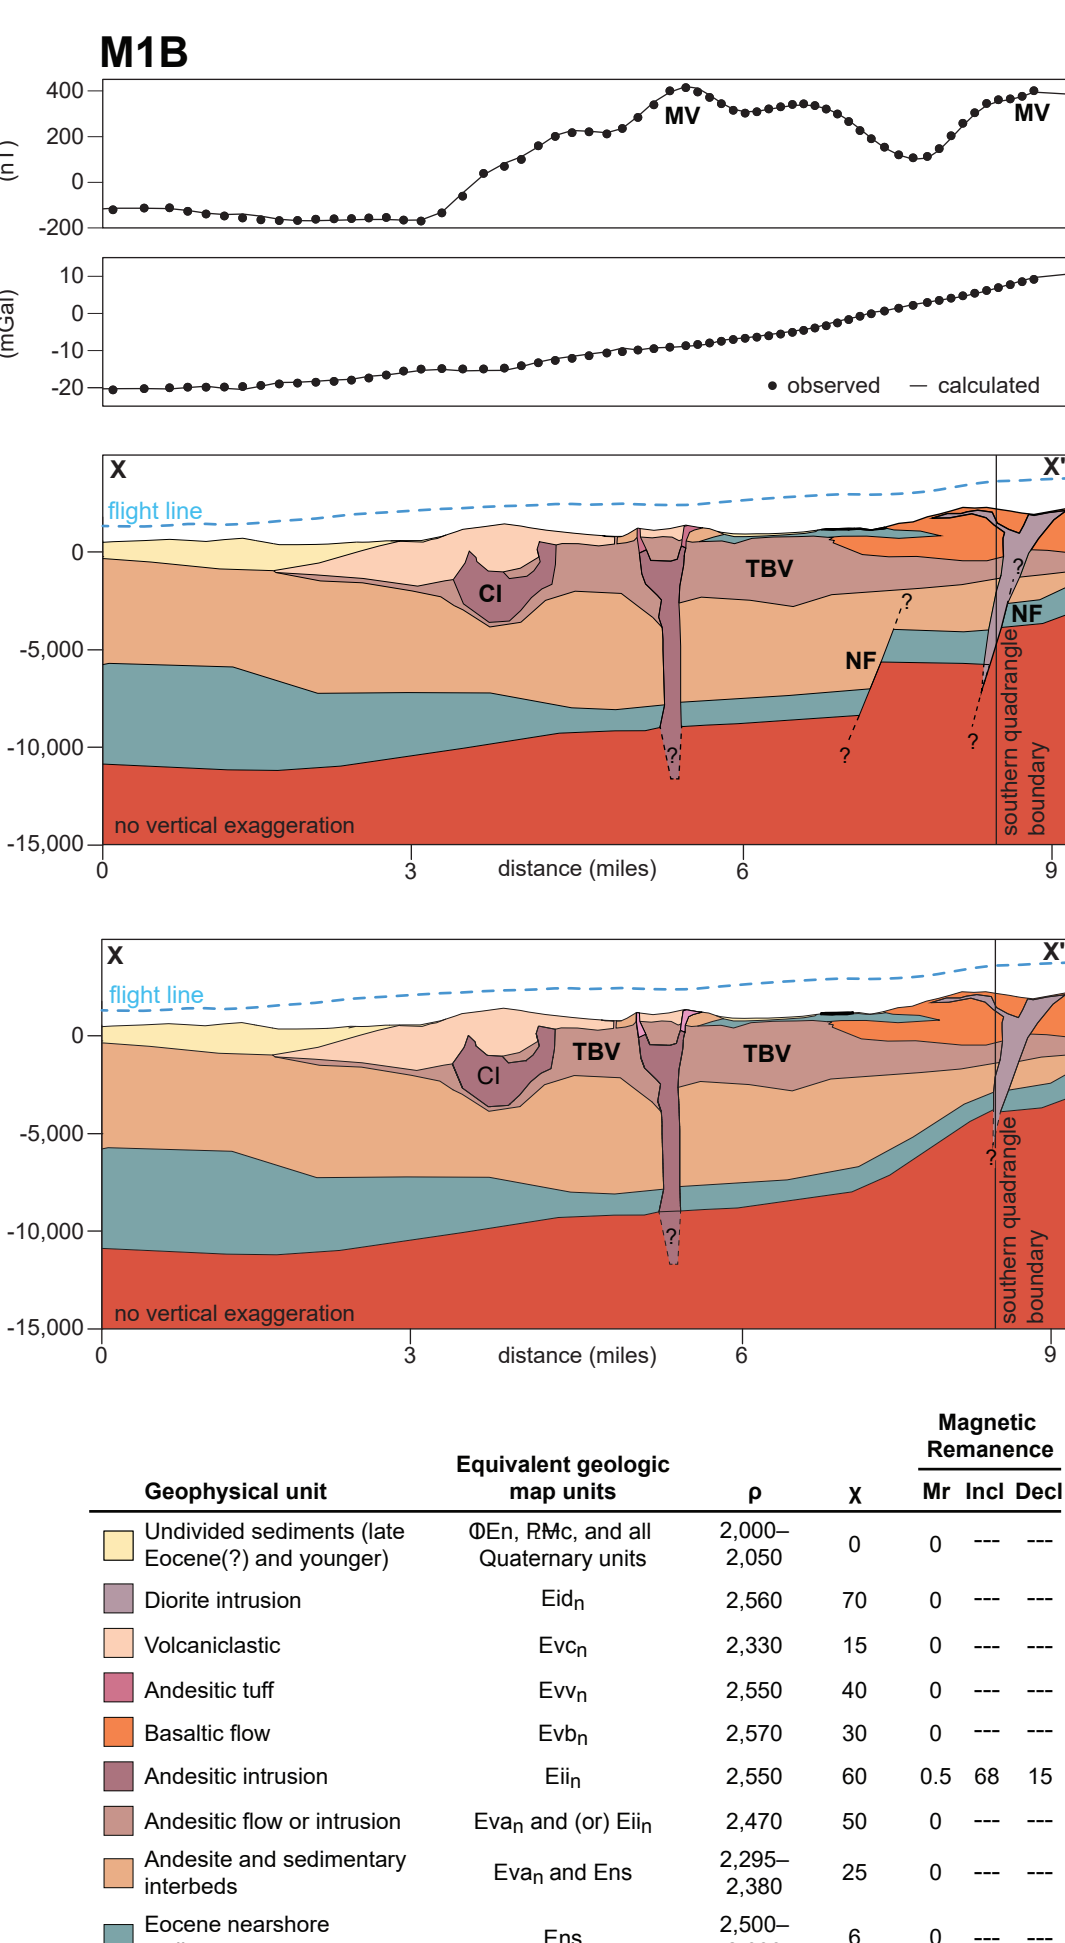 M1B
400
200
0
-200
(nT)
MV
MV
10
0
-10
-20
(mGal)
observed
calculated
X
X'
flight line
0
-5,000
-10,000
-15,000
CI
TBV
NF
NF
?
?
?
?
?
southern quadrangle
boundary
no vertical exaggeration
0
3
distance (miles)
6
9
X
X'
flight line
0
-5,000
-10,000
-15,000
CI
TBV
TBV
?
?
southern quadrangle
boundary
no vertical exaggeration
0
3
distance (miles)
6
9
Magnetic
Remanence
Equivalent geologic
Geophysical unit map units ρ χ Mr Incl Decl
Undivided sediments (late
Eocene(?) and younger)
En, and all
Quaternary units
2,000–
2,050
0 0 --- ---
Diorite intrusion Eidn 2,560 70 0 --- ---
Volcaniclastic Evcn 2,330 15 0 --- ---
Andesitic tuff Evvn 2,550 40 0 --- ---
Basaltic flow Evbn 2,570 30 0 --- ---
Andesitic intrusion Eiin 2,550 60 0.5 68 15
Andesitic flow or intrusion Evan and (or) Eiin 2,470 50 0 --- ---
Andesite and sedimentary
interbeds
Evan and Ens
2,295–
2,380
25 0 --- ---
Eocene nearshore
Ens
2,500–
6 0 --- ---